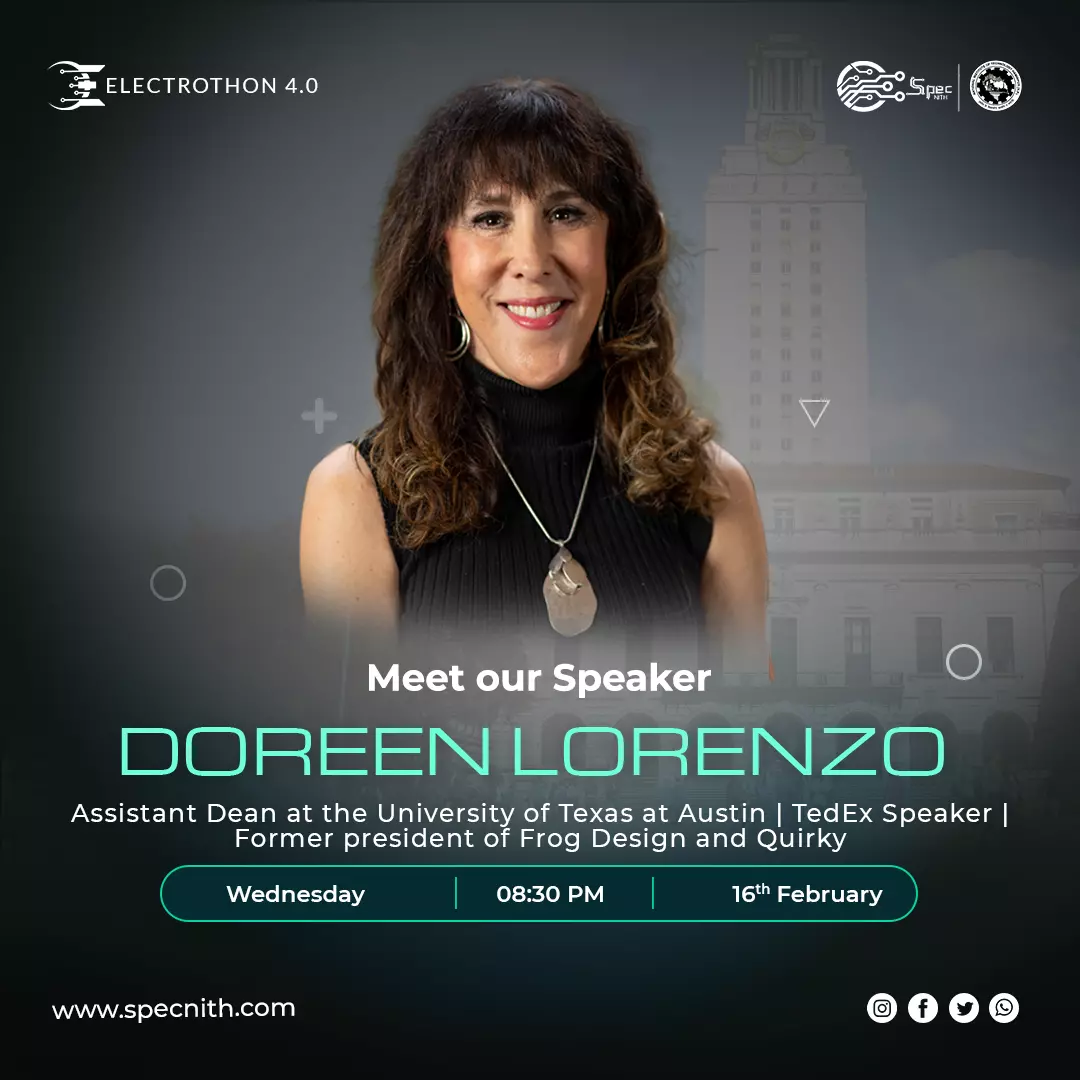 ELECTROTHON 4.0
Spec
NITH
Meet our Speaker
DOREEN LORENZO
Assistant Dean at the University of Texas at Austin | TedEx Speaker |
Former president of Frog Design and Quirky
Wednesday | 08:30 PM | 16th February
www.specnith.com